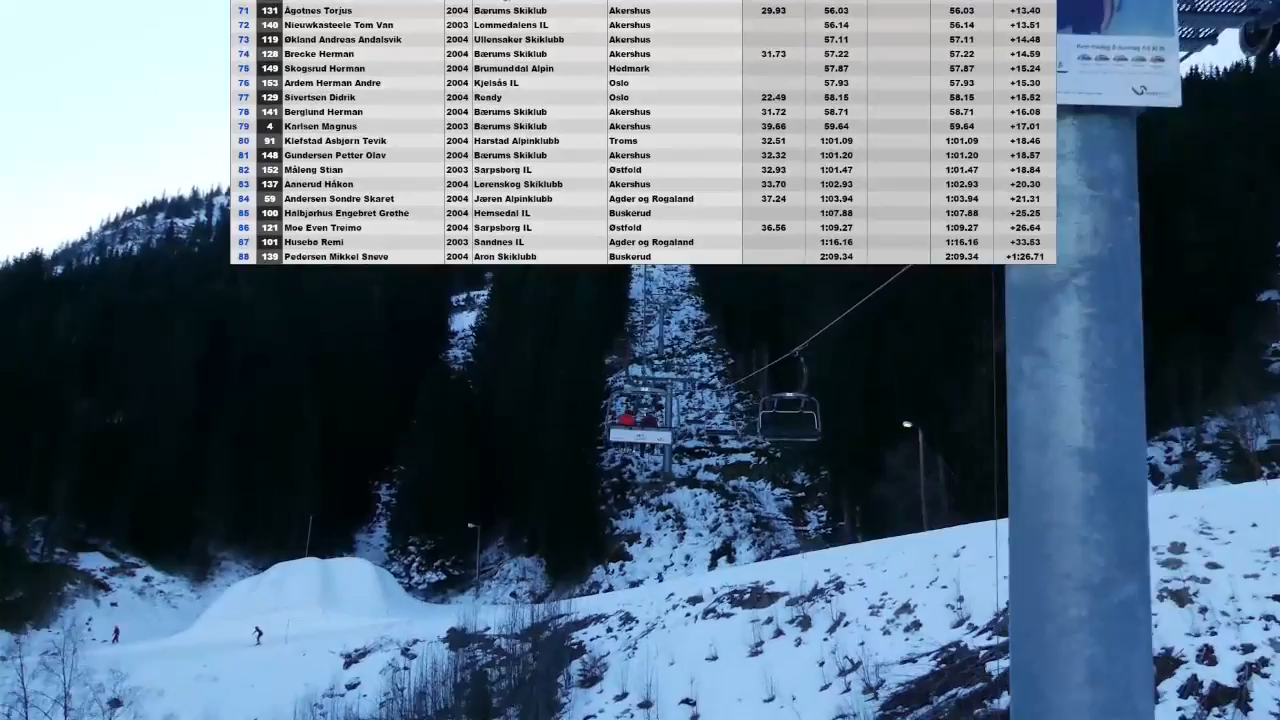 71 131 Ågotnes Torjus 2004 Bærums Skiklub Akershus 29.93 56.03 56.03 +13.40
72 140 Nieuwkasteele Tom Van 2003 Lommedalens IL Akershus 56.14 56.14 +13.51
73 119 Økland Andreas Andalsvik 2004 Ullensaker Skiklubb Akershus 57.11 57.11 +14.48
74 128 Brecke Herman 2004 Bærums Skiklub Akershus 31.73 57.22 57.22 +14.59
75 149 Skogsrud Herman 2004 Brumunddal Alpin Hedmark 57.87 57.87 +15.24
76 153 Ardem Herman Andre 2004 Kjelsås IL Oslo 57.93 57.93 +15.30
77 129 Sivertsen Didrik 2004 Ready Oslo 22.49 58.15 58.15 +15.52
78 141 Berglund Herman 2004 Bærums Skiklub Akershus 31.72 58.71 58.71 +16.08
79 4 Karlsen Magnus 2003 Bærums Skiklub Akershus 39.66 59.64 59.64 +17.01
80 91 Klefstad Asbjørn Tevik 2004 Harstad Alpinklubb Troms 32.51 1:01.09 1:01.09 +18.46
81 148 Gundersen Petter Olav 2004 Bærums Skiklub Akershus 32.32 1:01.20 1:01.20 +18.57
82 152 Måleng Stian 2003 Sarpsborg IL Østfold 32.93 1:01.47 1:01.47 +18.84
83 137 Aannerud Håkon 2004 Lørenskog Skiklubb Akershus 33.70 1:02.93 1:02.93 +20.30
84 59 Andersen Sondre Skaret 2004 Jæren Alpinklubb Agder og Rogaland 37.24 1:03.94 1:03.94 +21.31
85 100 Halbjørhus Engebret Grøthe 2004 Hemsedal IL Buskerud 1:07.88 1:07.88 +25.25
86 121 Moe Even Treimo 2004 Sarpsborg IL Østfold 36.56 1:09.27 1:09.27 +26.64
87 101 Husebø Remi 2003 Sandnes IL Agder og Rogaland 1:16.16 1:16.16 +33.53
88 139 Pedersen Mikkel Sneve 2004 Aron Skiklubb Buskerud 2:09.34 2:09.34 +1:26.71